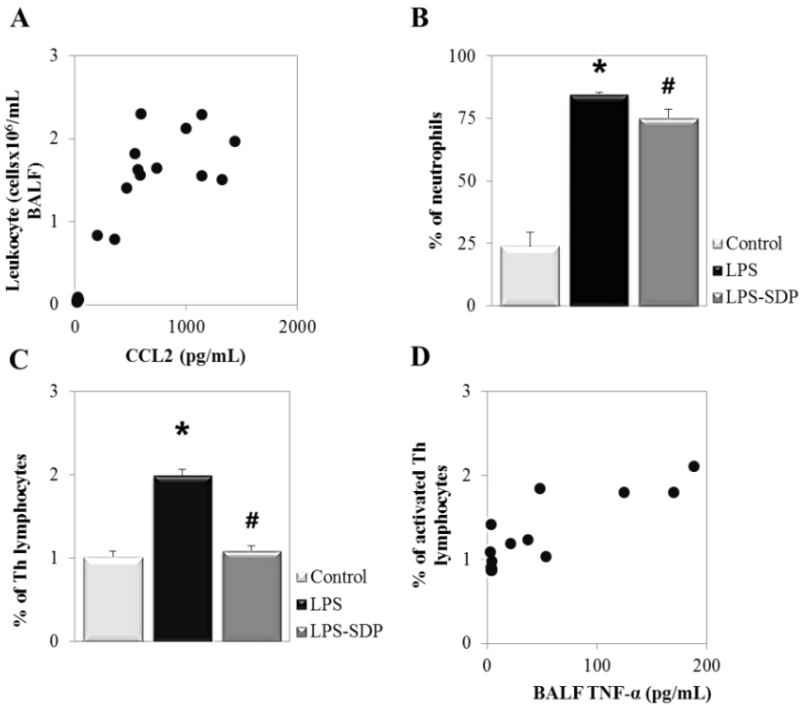 A
3
2
1
0
Leukocyte (cellsx10⁶/mL
BALF)
0 1000 2000
CCL2 (pg/mL)
B
100
75
50
25
0
% of neutrophils
*
#
Control
LPS
LPS-SDP
C
3
2
1
0
% of Th lymphocytes
*
#
Control
LPS
LPS-SDP
D
3
2
1
0
% of activated Th
lymphocytes
0 100 200
BALF TNF-α (pg/mL)